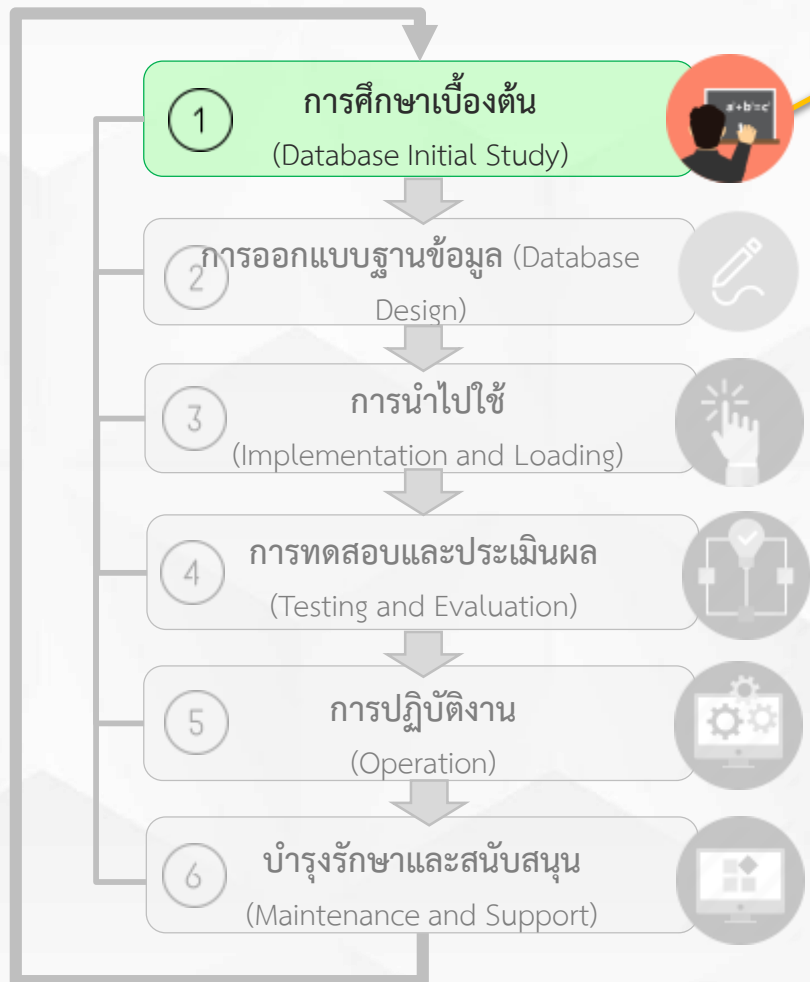 1
การศึกษาเบื้องต้น
(Database Initial Study)
2
การออกแบบฐานข้อมูล (Database
Design)
3
การนำไปใช้
(Implementation and Loading)
4
การทดสอบและประเมินผล
(Testing and Evaluation)
5
การปฏิบัติงาน
(Operation)
6
บำรุงรักษาและสนับสนุน
(Maintenance and Support)